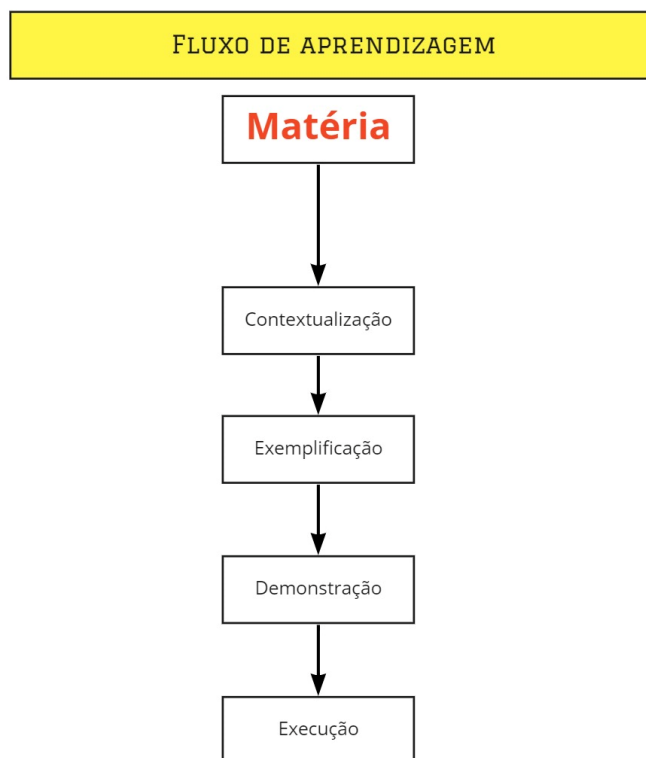 Fluxo de aprendizagem
Matéria
Contextualização
Exemplificação
Demonstração
Execução